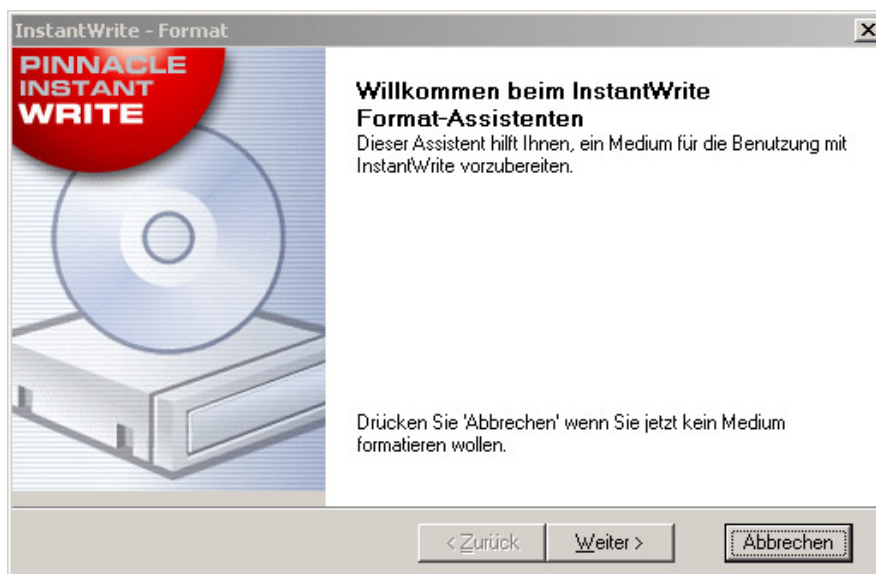 InstantWrite - Format
PINNACLE
INSTANT
WRITE
Willkommen beim InstantWrite
Format-Assistenten
Dieser Assistent hilft Ihnen, ein Medium für die Benutzung mit
InstantWrite vorzubereiten.
Drücken Sie 'Abbrechen' wenn Sie jetzt kein Medium
formatieren wollen.
< Zurück Weiter > Abbrechen